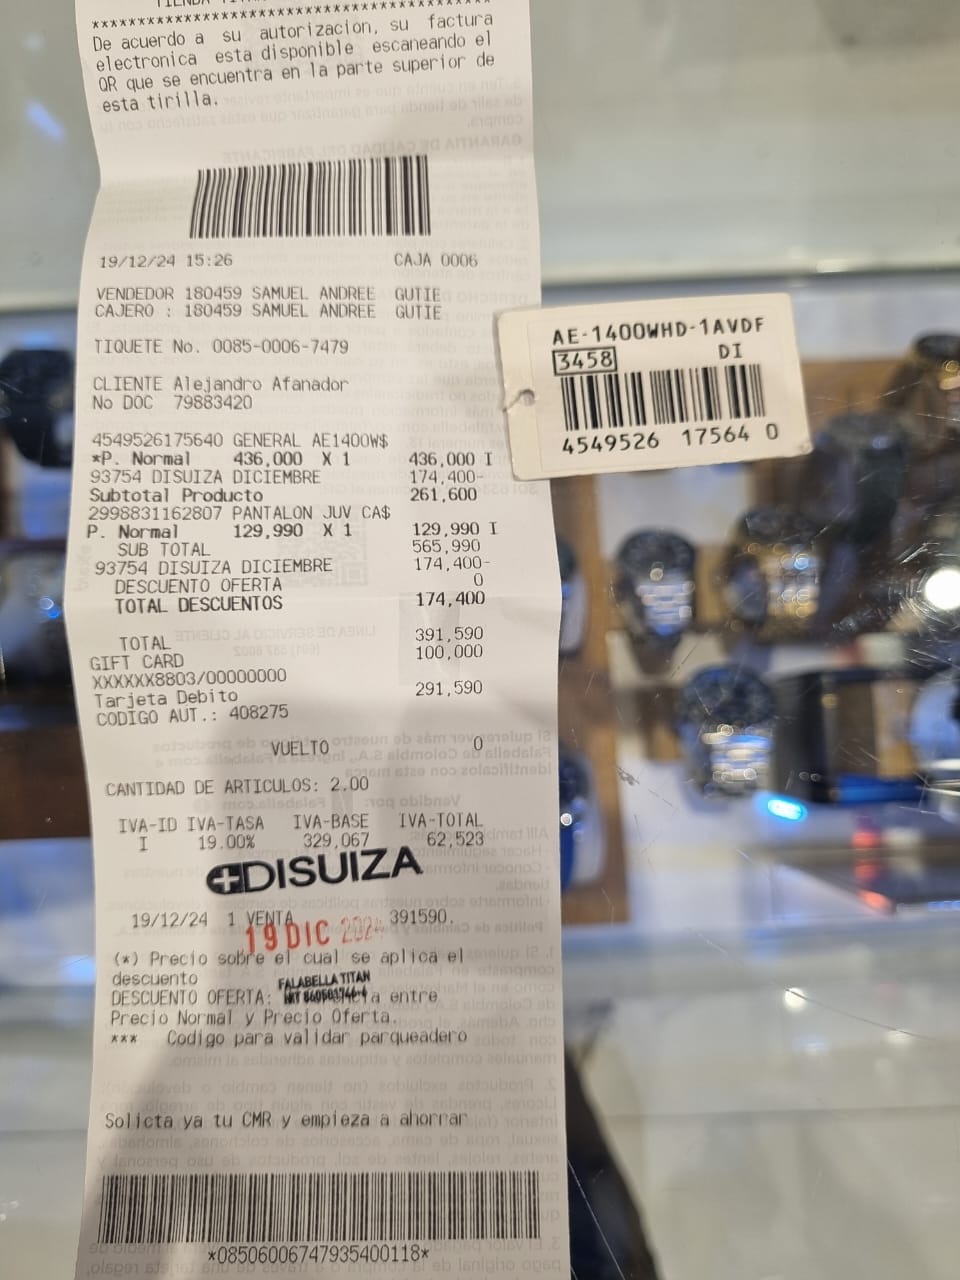 De acuerdo a su autorizacion, su factura
electronica esta disponible escaneando el
QR que se encuentra en la parte superior de
esta tirilla.
19/12/24 15:26 CAJA 0006
VENDEDOR 180459 SAMUEL ANDREE GUTIE
CAJERO : 180459 SAMUEL ANDREE GUTIE
TIQUETE No. 0085-0006-7479
CLIENTE Alejandro Afanador
No DOC 79883420
4549526175640 GENERAL AE1400W$
*P. Normal 436,000 X 1 436,000 I
93754 DISUIZA DICIEMBRE 174,400-
Subtotal Producto 261,600
2998831162807 PANTALON JUV CA$
P. Normal 129,990 X 1 129,990 I
SUB TOTAL 565,990
93754 DISUIZA DICIEMBRE 174,400-
DESCUENTO OFERTA 0
TOTAL DESCUENTOS 174,400
TOTAL 391,590
GIFT CARD 100,000
XXXXXX8803/00000000
Tarjeta Debito 291,590
CODIGO AUT.: 408275
VUELTO 0
CANTIDAD DE ARTICULOS: 2.00
IVA-ID IVA-TASA IVA-BASE IVA-TOTAL
I 19.00% 329,067 62,523
DISUIZA
19/12/24 1 VENTA 391590.
19 DIC 2024
(*) Precio sobre el cual se aplica el
descuento
FALABELLA TITAN
DESCUENTO OFERTA: entre
Precio Normal y Precio Oferta.
*** Codigo para validar parqueadero
Solicta ya tu CMR y empieza a ahorrar
*08506006747935400118*
AE-1400WHD-1AVDF
3458 DI
4549526 17564 0